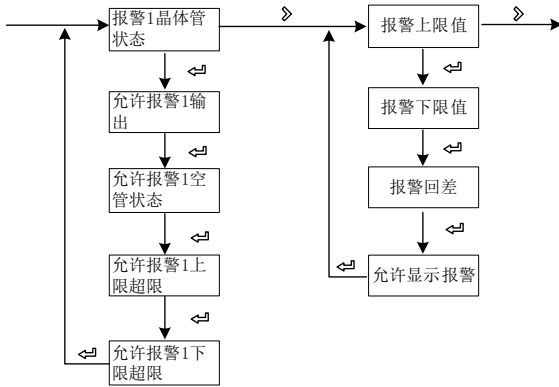 报警1晶体管
状态
允许报警1输
出
允许报警1空
管状态
允许报警1上
限超限
允许报警1下
限超限
报警上限值
报警下限值
报警回差
允许显示报警